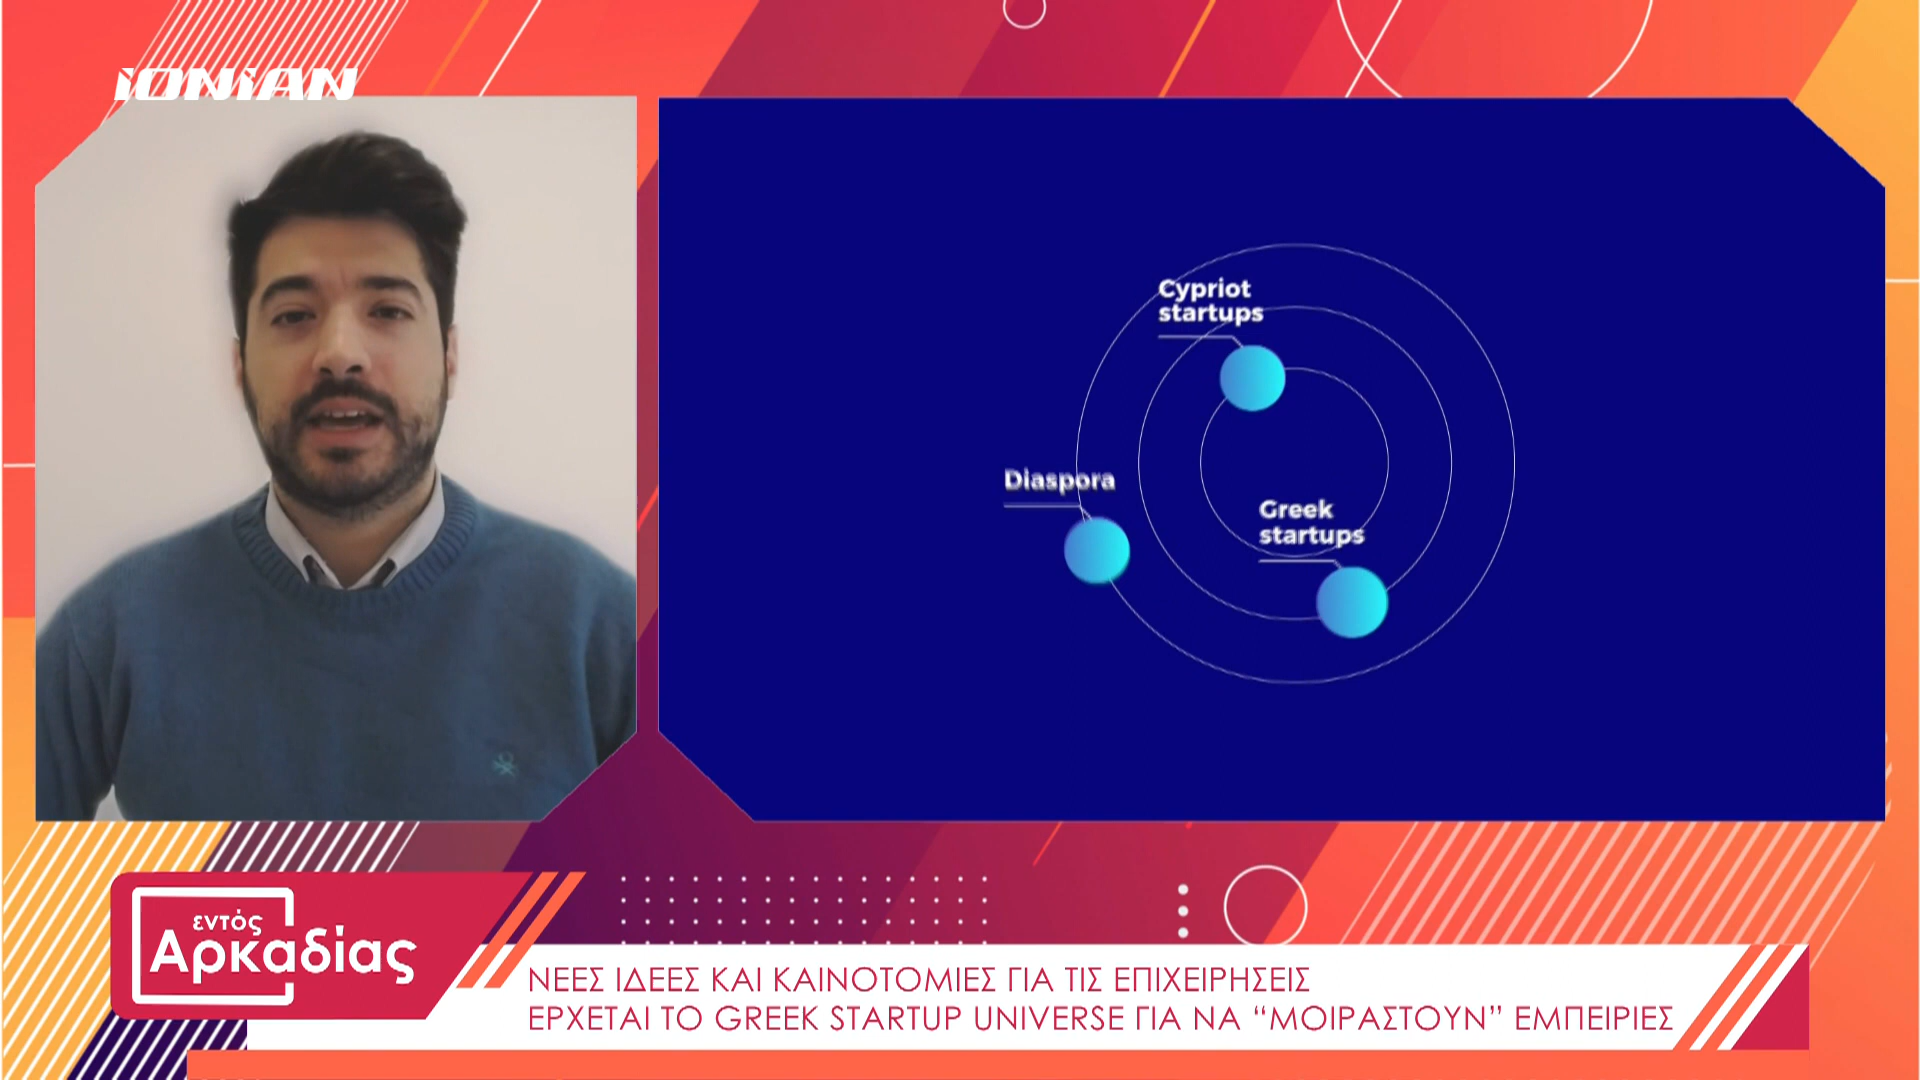 iONiAN
Cypriot
startups
Diaspora
Greek
startups
εντός
Αρκαδίας
ΝΕΕΣ ΙΔΕΕΣ ΚΑΙ ΚΑΙΝΟΤΟΜΙΕΣ ΓΙΑ ΤΙΣ ΕΠΙΧΕΙΡΗΣΕΙΣ
ΕΡΧΕΤΑΙ ΤΟ GREEK STARTUP UNIVERSE ΓΙΑ ΝΑ “ΜΟΙΡΑΣΤΟΥΝ” ΕΜΠΕΙΡΙΕΣ